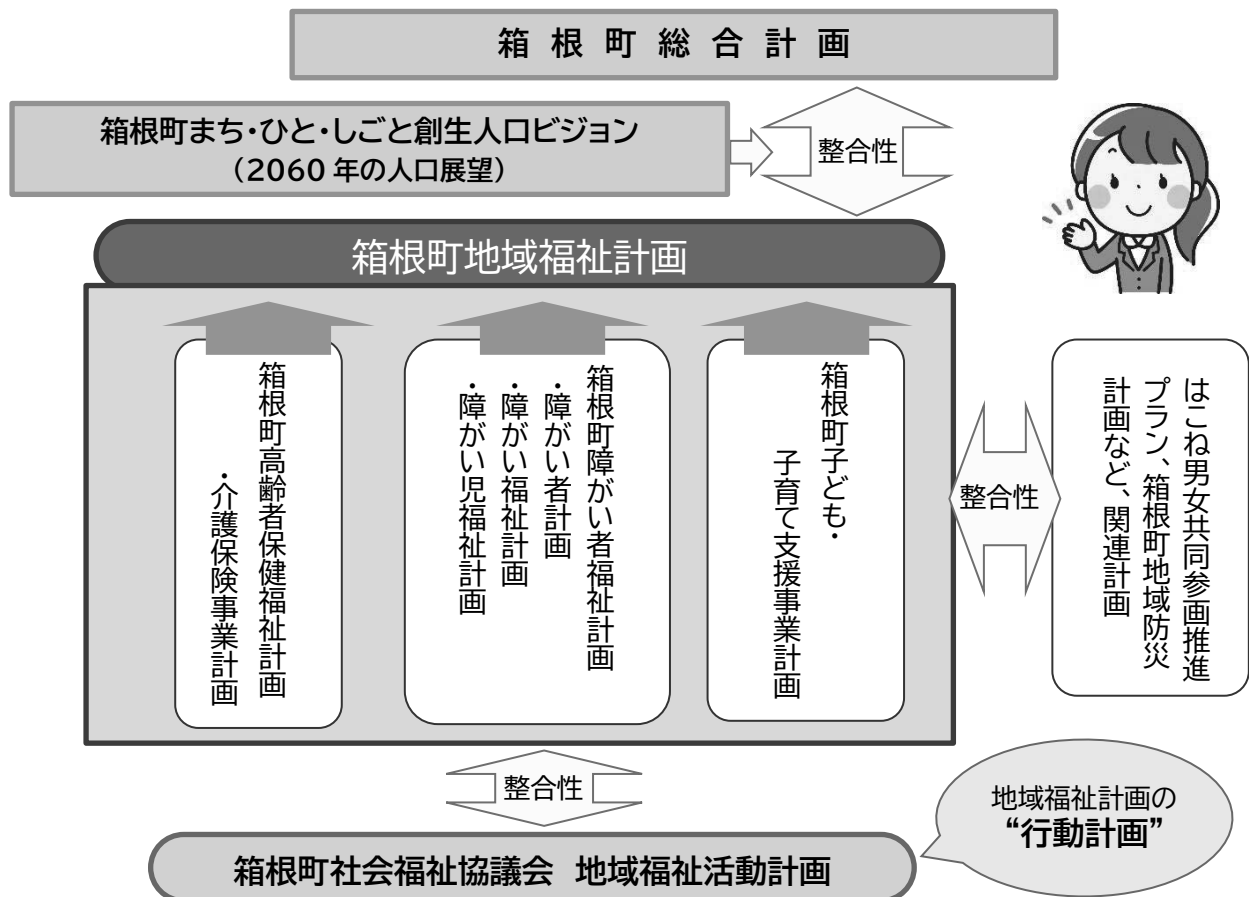 箱根町総合計画
箱根町まち・ひと・しごと創生人口ビジョン
（2060年の人口展望）
整合性
箱根町地域福祉計画
箱根町高齢者保健福祉計画
・介護保険事業計画
箱根町障がい者福祉計画
・障がい者計画
・障がい福祉計画
・障がい児福祉計画
箱根町子ども・
子育て支援事業計画
整合性
はこね男女共同参画推進
プラン、箱根町地域防災
計画など、関連計画
整合性
地域福祉計画の
“行動計画”
箱根町社会福祉協議会 地域福祉活動計画